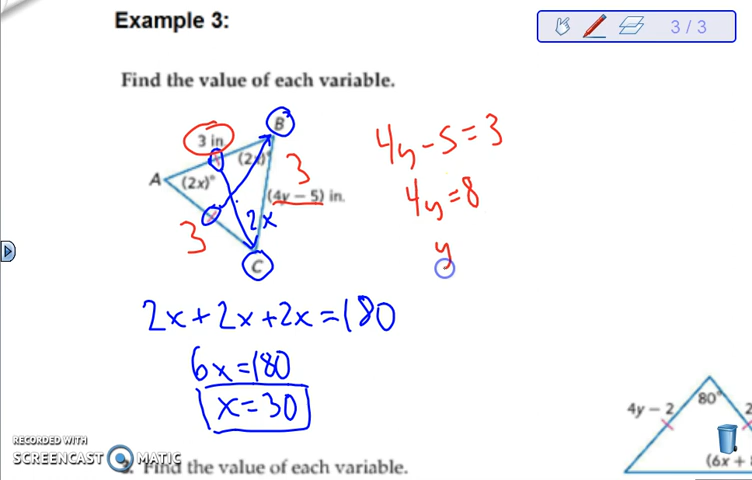 Example 3:
3 / 3
Find the value of each variable.
3 in.
B
4y - 5 = 3
(2x)°
3
A
(2x)°
(4y – 5) in.
4y = 8
2x
3
y
C
2x + 2x + 2x = 180
6x = 180
x = 30
4y – 2
80°
2
(6x +
RECORDED WITH
SCREENCAST MATIC
Find the value of each variable.